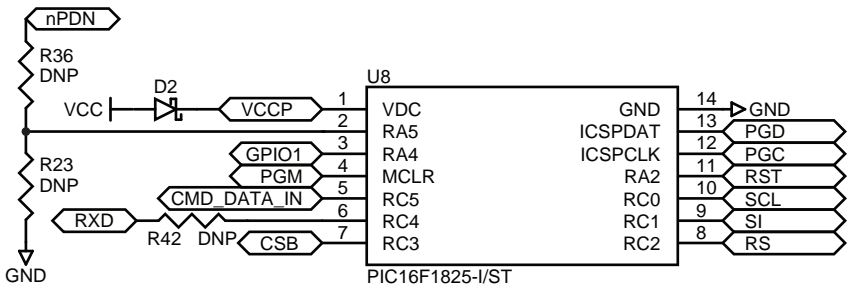 nPDN
R36
DNP
D2
VCC
VCCP
R23
DNP
GND
GPIO1
PGM
CMD_DATA_IN
RXD
R42 DNP
CSB
U8
1 VDC GND 14 GND
2 RA5 ICSPDAT 13 PGD
3 RA4 ICSPCLK 12 PGC
4 MCLR RA2 11 RST
5 RC5 RC0 10 SCL
6 RC4 RC1 9 SI
7 RC3 RC2 8 RS
PIC16F1825-I/ST